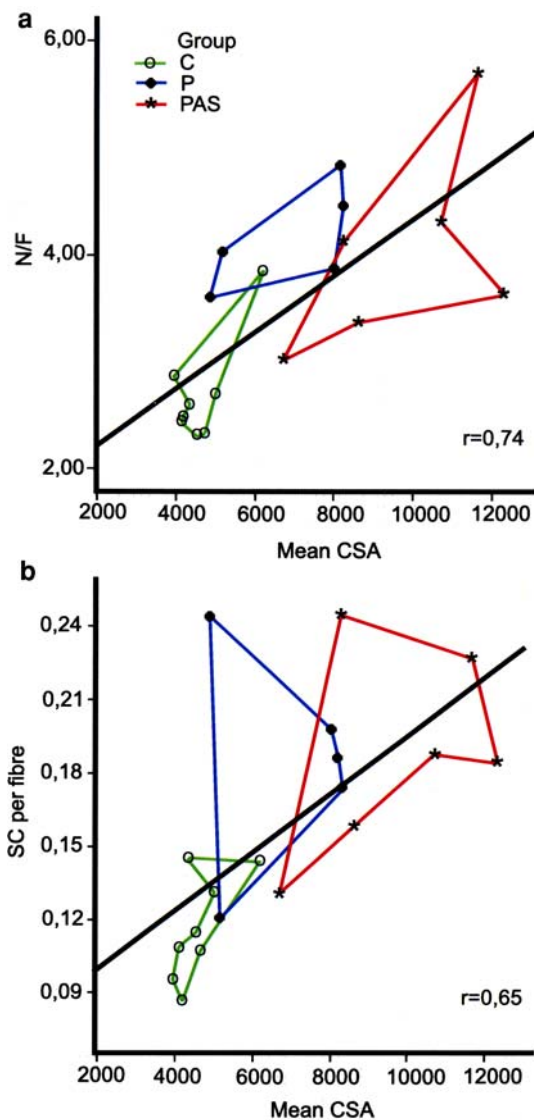 a
6,00
4,00
2,00
N/F
Group
C
P
PAS
r=0,74
2000 4000 6000 8000 10000 12000
Mean CSA
b
0,24
0,21
0,18
0,15
0,12
0,09
SC per fibre
r=0,65
2000 4000 6000 8000 10000 12000
Mean CSA